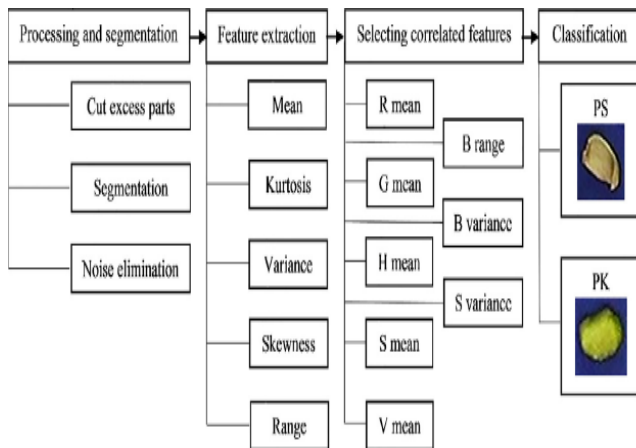 Processing and segmentation
Feature extraction
Selecting correlated features
Classification
Cut excess parts
Segmentation
Noise elimination
Mean
Kurtosis
Variance
Skewness
Range
R mean
B range
G mean
B variance
H mean
S variance
S mean
V mean
PS
PK